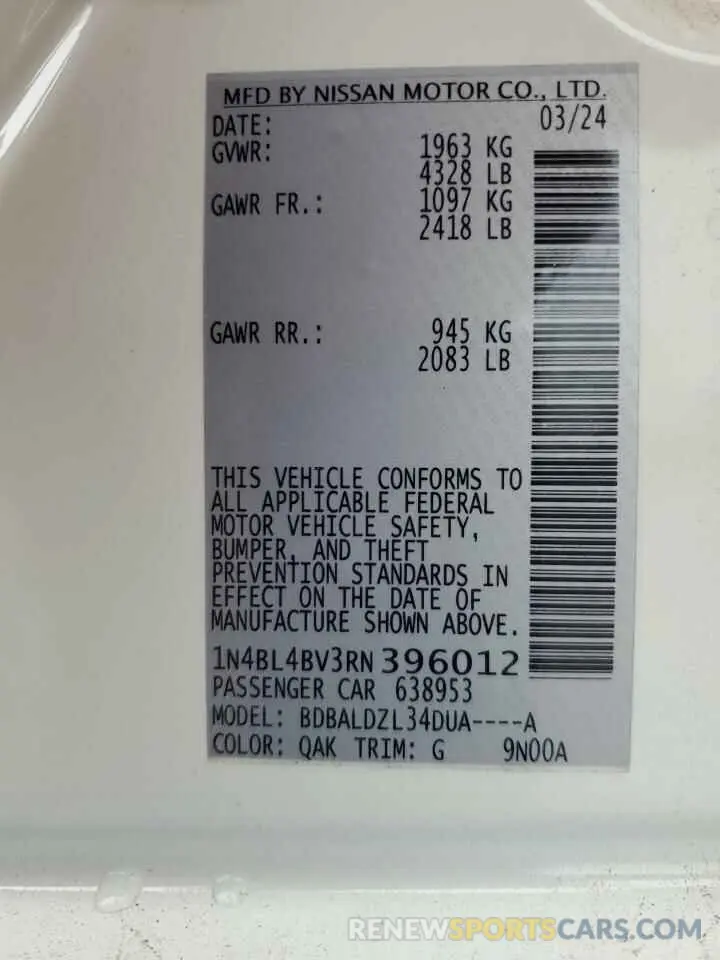 MFD BY NISSAN MOTOR CO., LTD.
DATE: 03/24
GVWR: 1963 KG
4328 LB
GAWR FR.: 1097 KG
2418 LB
GAWR RR.: 945 KG
2083 LB
THIS VEHICLE CONFORMS TO
ALL APPLICABLE FEDERAL
MOTOR VEHICLE SAFETY,
BUMPER, AND THEFT
PREVENTION STANDARDS IN
EFFECT ON THE DATE OF
MANUFACTURE SHOWN ABOVE.
1N4BL4BV3RN396012
PASSENGER CAR 638953
MODEL: BDBALDZL34DUA----A
COLOR: QAK TRIM: G 9N00A
RENEWSPORTSCARS.COM